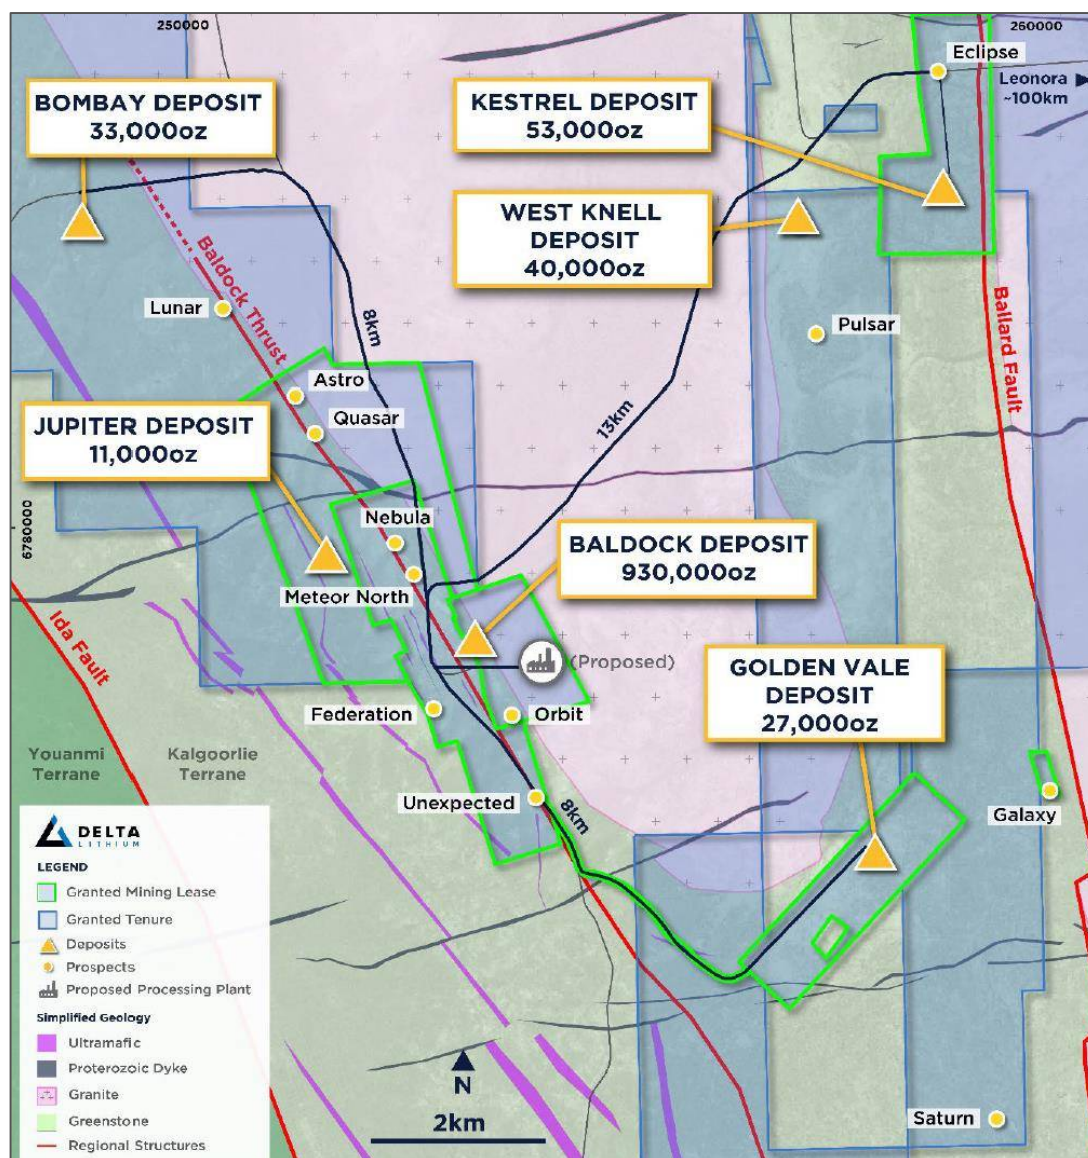 250000
260000
Eclipse
Leonora
~100km
BOMBAY DEPOSIT
33,000oz
KESTREL DEPOSIT
53,000oz
WEST KNELL
DEPOSIT
40,000oz
Baldock Thrust
8km
Lunar
Pulsar
Ballard Fault
Astro
Quasar
13km
JUPITER DEPOSIT
11,000oz
6780000
Nebula
BALDOCK DEPOSIT
930,000oz
Meteor North
Ida Fault
(Proposed)
GOLDEN VALE
DEPOSIT
27,000oz
Federation
Orbit
Youanmi
Terrane
Kalgoorlie
Terrane
Unexpected
8km
Galaxy
DELTA
LITHIUM
LEGEND
Granted Mining Lease
Granted Tenure
Deposits
Prospects
Proposed Processing Plant
Simplified Geology
Ultramafic
Proterozoic Dyke
Granite
Greenstone
Regional Structures
N
2km
Saturn